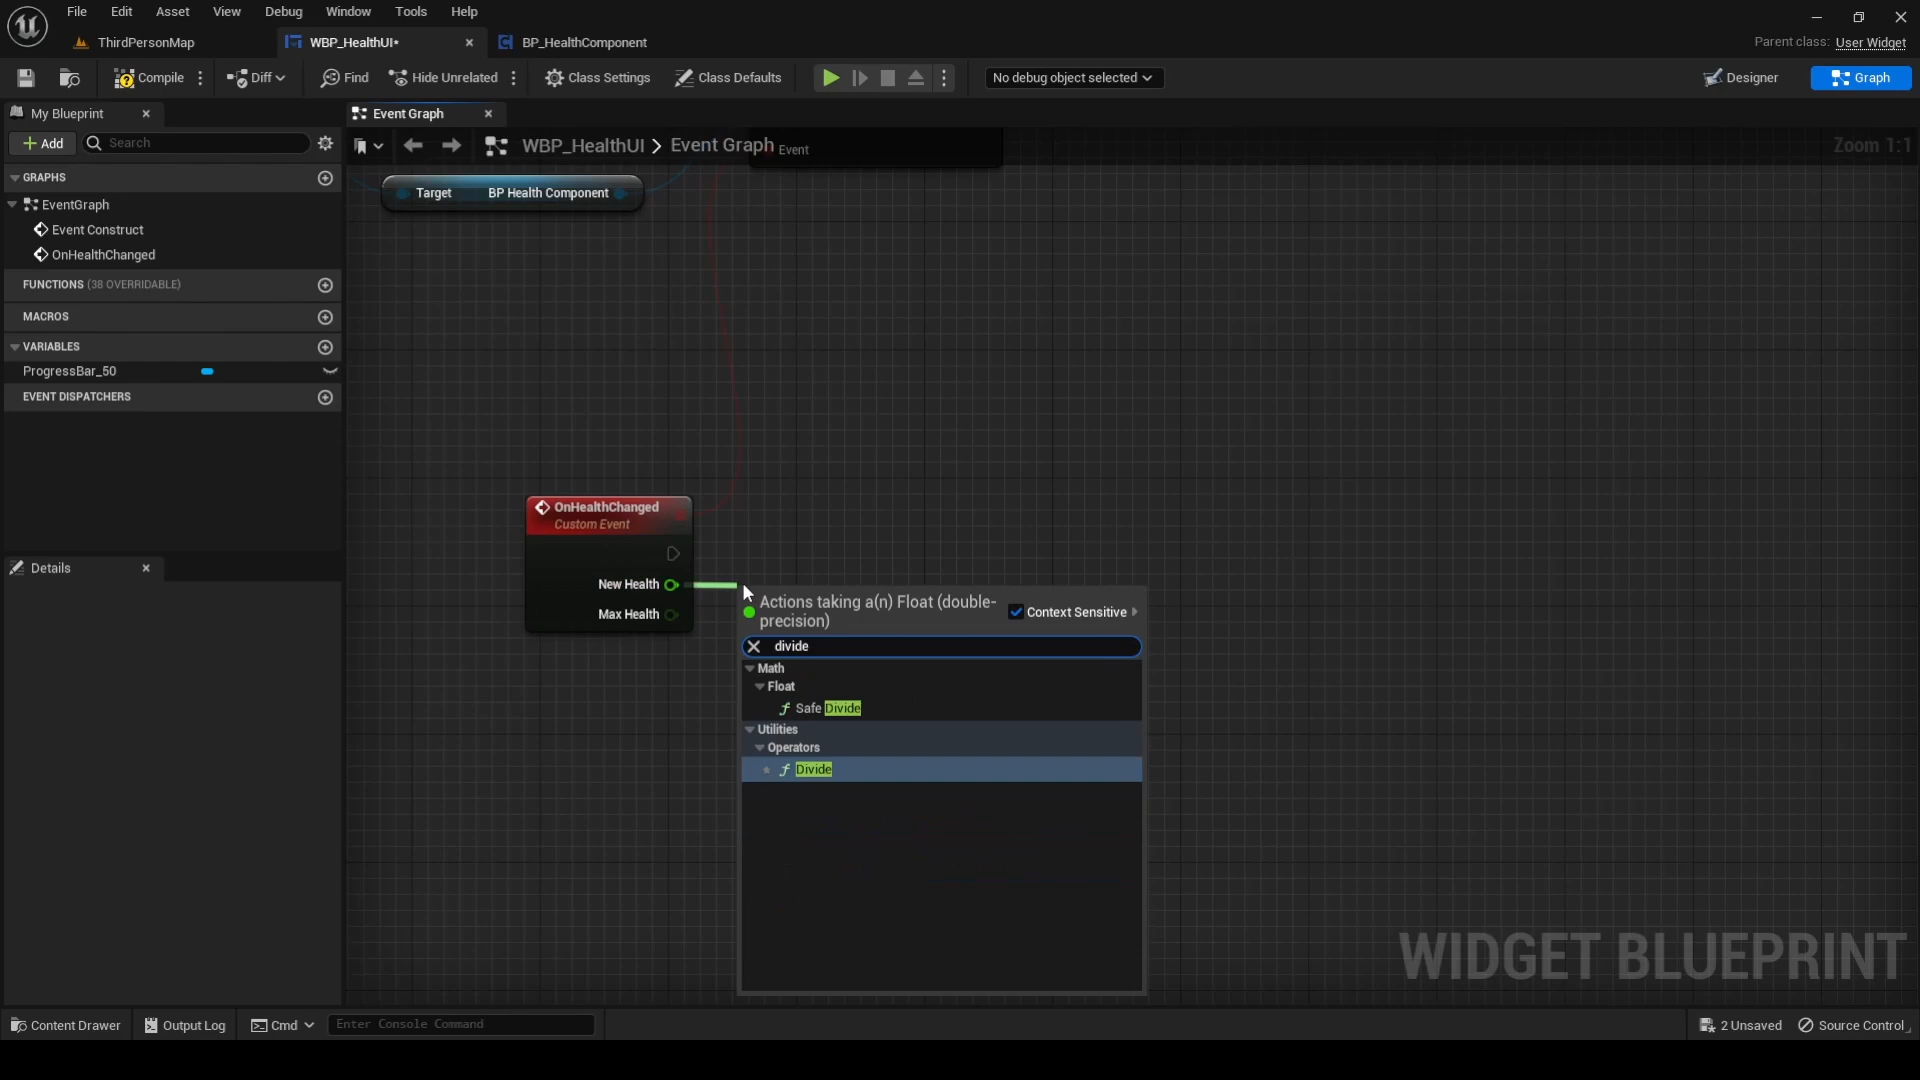 File Edit Asset View Debug Window Tools Help
ThirdPersonMap WBP_HealthUI* BP_HealthComponent
Parent class: User Widget
Compile Diff Find Hide Unrelated Class Settings Class Defaults No debug object selected Designer Graph
My Blueprint
Event Graph
Add Search
WBP_HealthUI > Event Graph
Zoom 1:1
Event
GRAPHS
EventGraph
Event Construct
OnHealthChanged
FUNCTIONS (38 OVERRIDABLE)
MACROS
VARIABLES
ProgressBar_50
EVENT DISPATCHERS
Details
Target BP Health Component
OnHealthChanged
Custom Event
New Health
Max Health
Actions taking a(n) Float (double-
precision)
Context Sensitive
divide
Math
Float
Safe Divide
Utilities
Operators
Divide
WIDGET BLUEPRINT
Content Drawer Output Log Cmd Enter Console Command 2 Unsaved Source Control